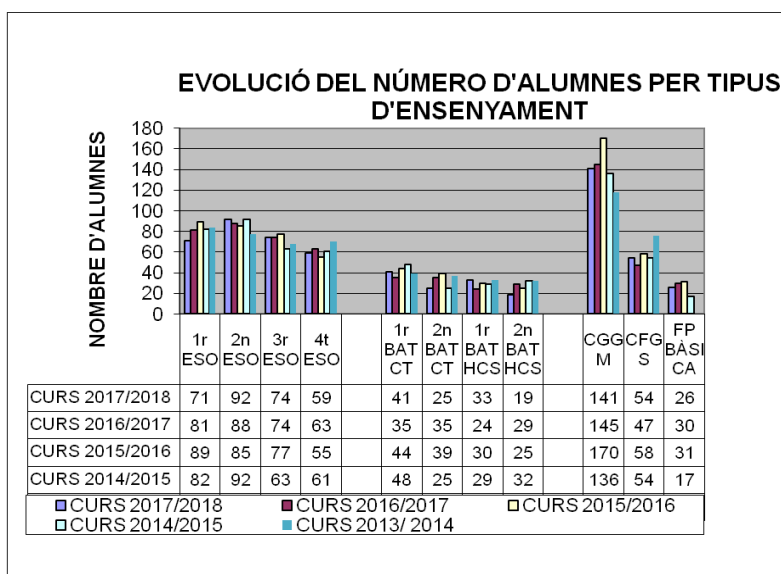 EVOLUCIÓ DEL NÚMERO D'ALUMNES PER TIPUS
D'ENSENYAMENT
NOMBRE D'ALUMNES
180
160
140
120
100
80
60
40
20
0
1r ESO 2n ESO 3r ESO 4t ESO 1r BAT CT 2n BAT CT 1r BAT HCS 2n BAT HCS CGG M CFG S FP BÀSI CA
CURS 2017/2018 71 92 74 59 41 25 33 19 141 54 26
CURS 2016/2017 81 88 74 63 35 35 24 29 145 47 30
CURS 2015/2016 89 85 77 55 44 39 30 25 170 58 31
CURS 2014/2015 82 92 63 61 48 25 29 32 136 54 17
CURS 2017/2018 CURS 2016/2017 CURS 2015/2016
CURS 2014/2015 CURS 2013/ 2014